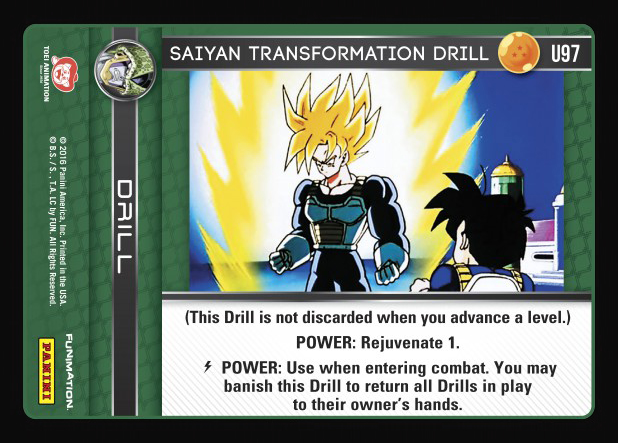 SAIYAN TRANSFORMATION DRILL
U97
DRILL
(This Drill is not discarded when you advance a level.)
POWER: Rejuvenate 1.
POWER: Use when entering combat. You may
banish this Drill to return all Drills in play
to their owner's hands.
TOEI ANIMATION
© 2016 Panini America, Inc. Printed in the USA.
© B.S./ S., T.A. LC by FUN. All Rights Reserved.
FUNIMATION
PANINI